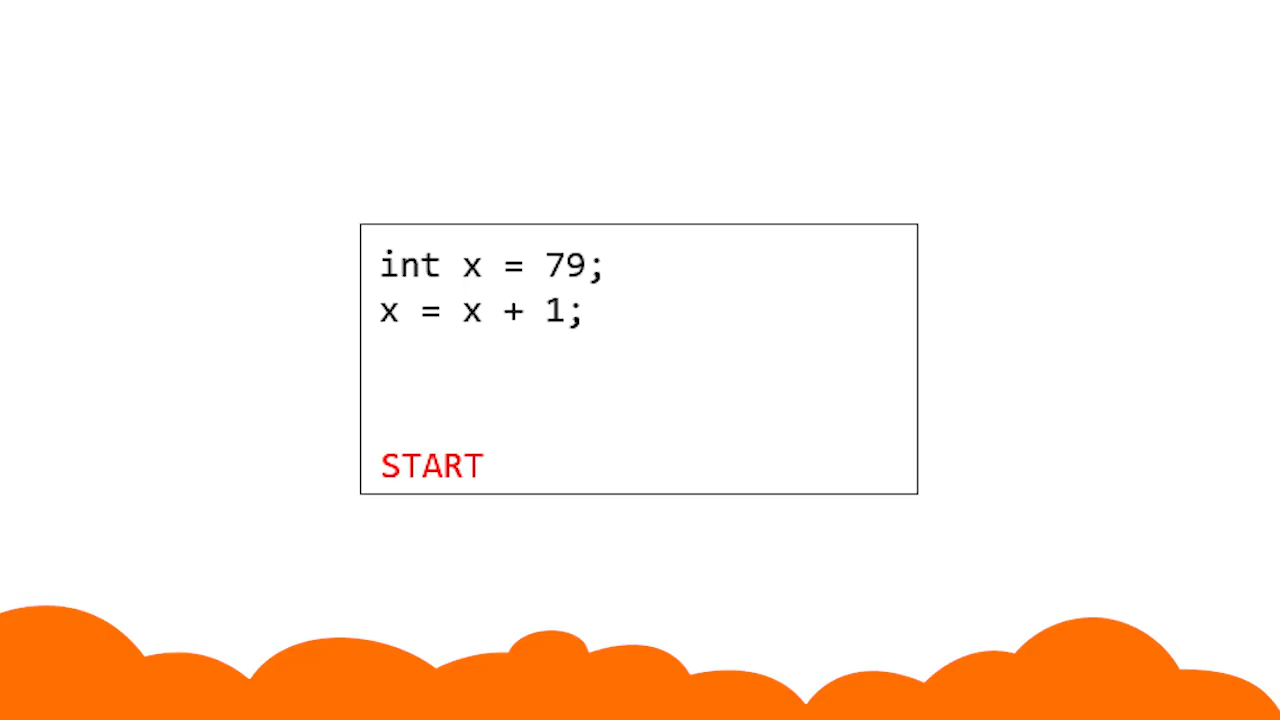 int x = 79;
x = x + 1;
START